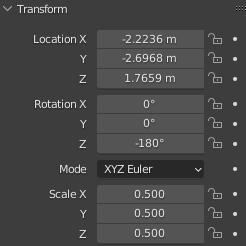 Transform
Location X -2.2236 m
Y -2.6968 m
Z 1.7659 m
Rotation X 0°
Y 0°
Z -180°
Mode XYZ Euler
Scale X 0.500
Y 0.500
Z 0.500